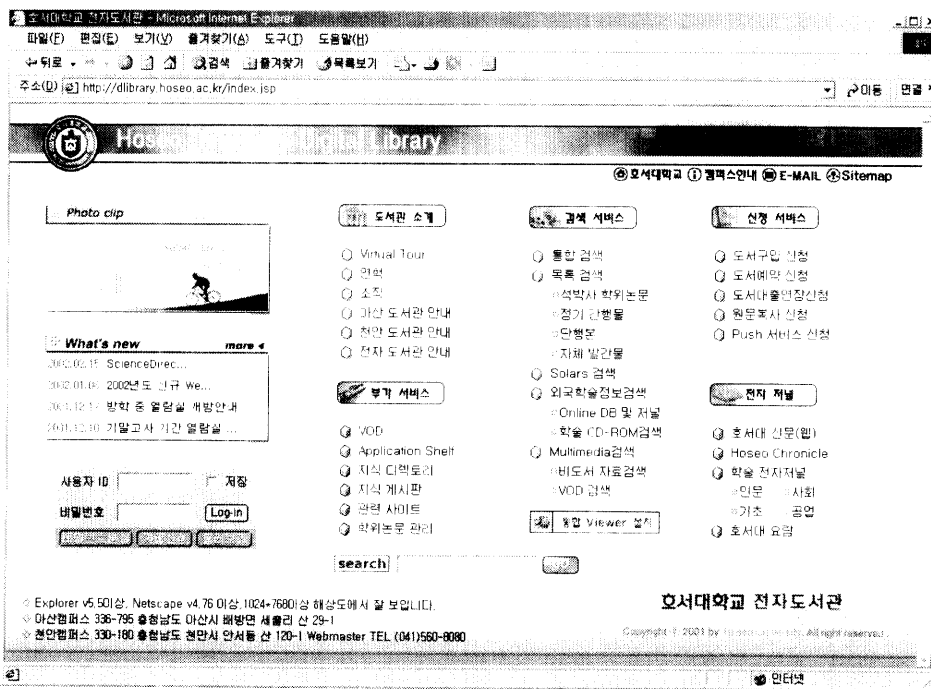 호서대학교 전자도서관 - Microsoft Internet Explorer
파일(F) 편집(E) 보기(V) 즐겨찾기(A) 도구(T) 도움말(H)
뒤로 검색 즐겨찾기 목록보기
주소(D) http://dlibrary.hoseo.ac.kr/index.jsp 이동 연결
Digital Library
호서대학교 캠퍼스안내 E-MAIL Sitemap
Photo clip
What's new more
ScienceDirec...
2002.01.04 2002년도 신규 We...
방학 중 열람실 개방안내
2001.12.10 기말고사 기간 열람실 ...
사용자 ID 저장
비밀번호 Log-in
도서관 소개
Virtual Tour
연혁
조직
아산 도서관 안내
천안 도서관 안내
전자 도서관 안내
부가 서비스
VOD
Application Shelf
지식 디렉토리
지식 게시판
관련 사이트
학위논문 관리
검색 서비스
통합 검색
목록 검색
석박사 학위논문
정기 간행물
단행본
자체 발간물
Solars 검색
외국학술정보검색
Online DB 및 저널
학술 CD-ROM검색
Multimedia검색
비도서 자료검색
VOD 검색
통합 Viewer 설치
신청 서비스
도서구입 신청
도서예약 신청
도서대출연장신청
원문복사 신청
Push 서비스 신청
전자 저널
호서대 신문(웹)
Hoseo Chronicle
학술 전자저널
인문 사회
기초 공업
호서대 요람
search
Explorer v5.5이상, Netscape v4.76 이상,1024*768이상 해상도에서 잘 보입니다.
아산캠퍼스 336-795 충청남도 아산시 배방면 세출리 산 29-1
천안캠퍼스 330-180 충청남도 천안시 안서동 산 120-1 Webmaster TEL (041)560-8080
호서대학교 전자도서관
Copyright © 2001 by All right reserved.
인터넷